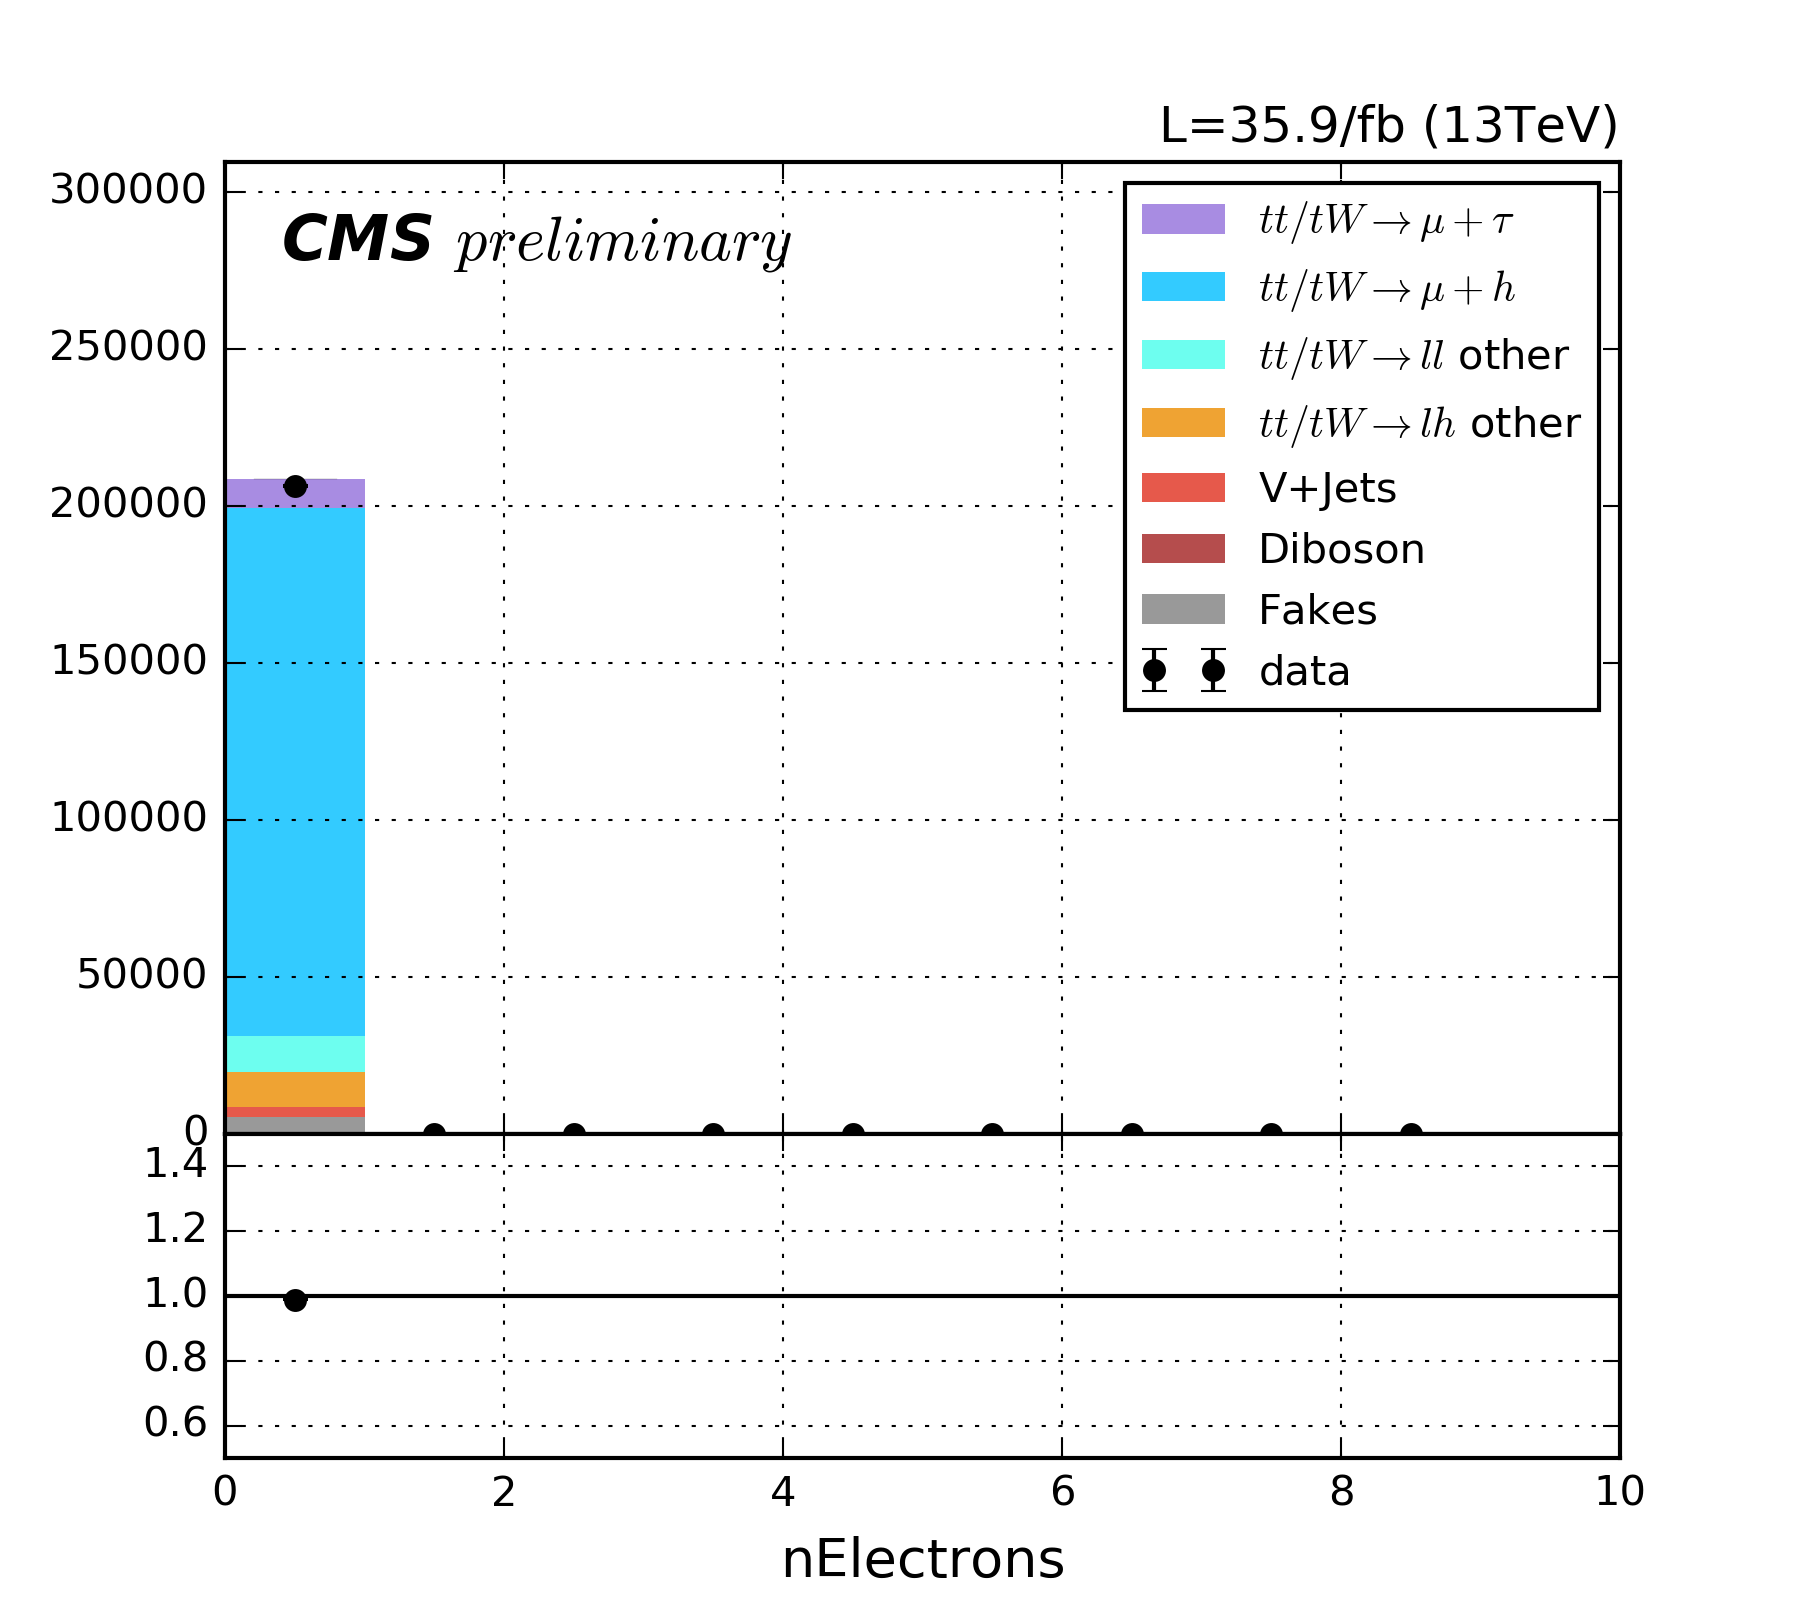 L=35.9/fb (13TeV)
CMS preliminary
300000
250000
200000
150000
100000
50000
0
tt/tW→μ+τ
tt/tW→μ+h
tt/tW→ll other
tt/tW→lh other
V+Jets
Diboson
Fakes
data
1.4
1.2
1.0
0.8
0.6
0 2 4 6 8 10
nElectrons